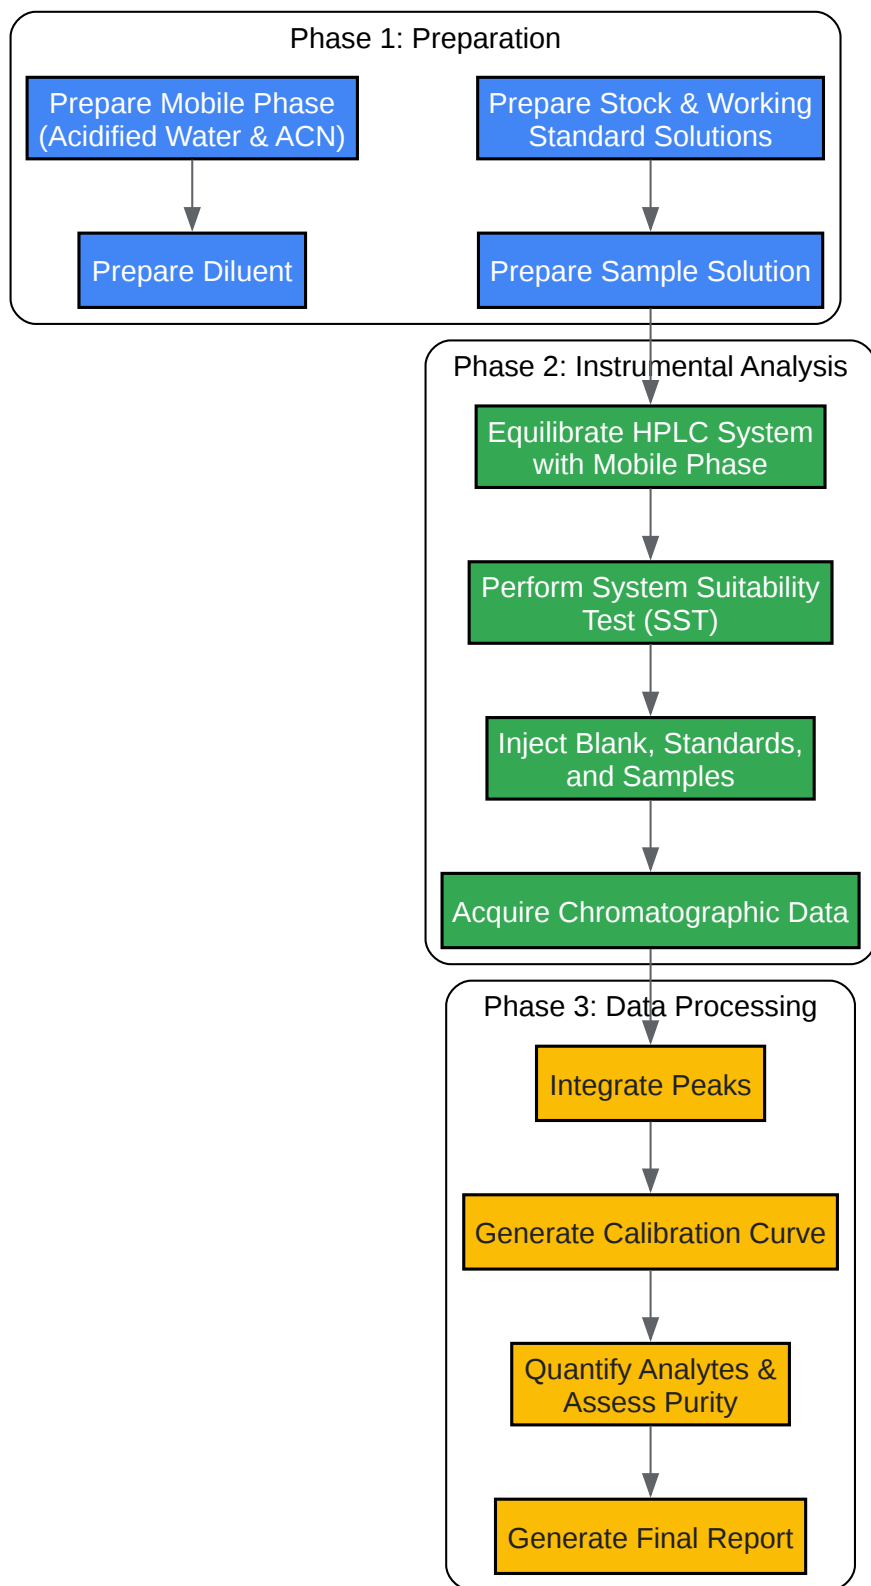 Phase 1: Preparation
Prepare Mobile Phase
(Acidified Water & ACN)
Prepare Stock & Working
Standard Solutions
Prepare Diluent
Prepare Sample Solution
Phase 2: Instrumental Analysis
Equilibrate HPLC System
with Mobile Phase
Perform System Suitability
Test (SST)
Inject Blank, Standards,
and Samples
Acquire Chromatographic Data
Phase 3: Data Processing
Integrate Peaks
Generate Calibration Curve
Quantify Analytes &
Assess Purity
Generate Final Report